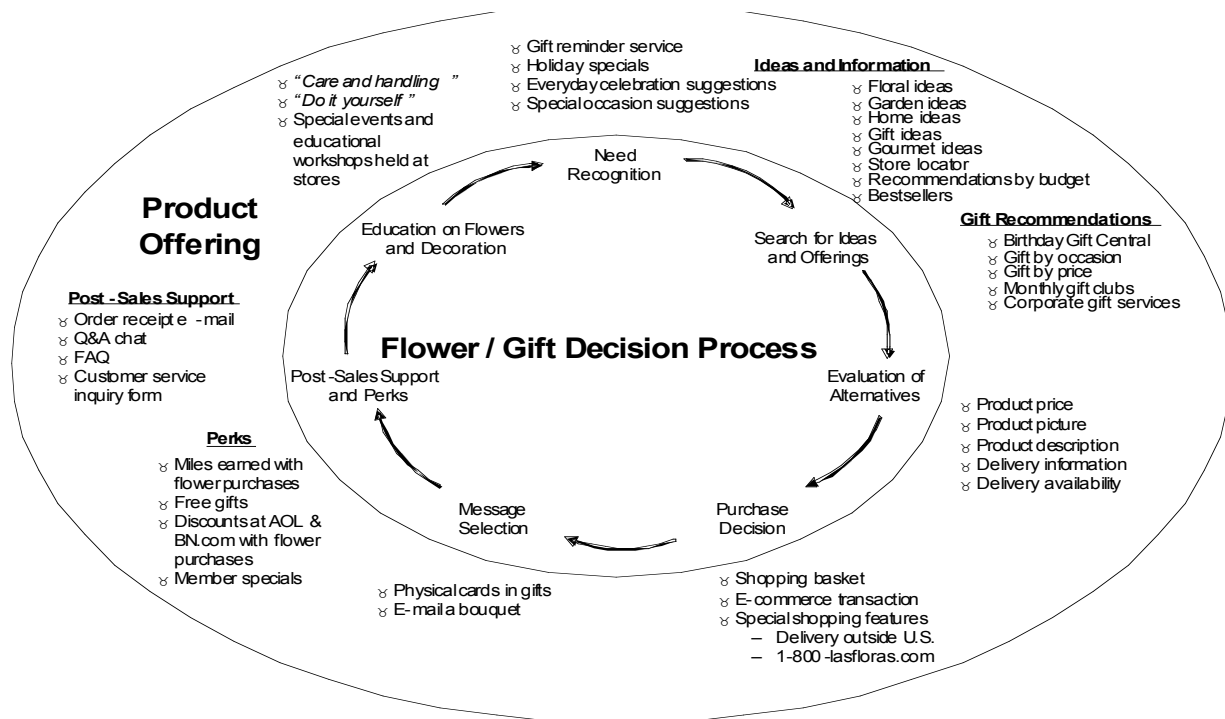 Gift reminder service
Holiday specials
Everyday celebration suggestions
Special occasion suggestions
Ideas and Information
Floral ideas
Garden ideas
Home ideas
Gift ideas
Gourmet ideas
Store locator
Recommendations by budget
Bestsellers
"Care and handling"
"Do it yourself"
Special events and
educational
workshops held at
stores
Need
Recognition
Product
Offering
Education on Flowers
and Decoration
Search for Ideas
and Offerings
Gift Recommendations
Birthday Gift Central
Gift by occasion
Gift by price
Monthly gift clubs
Corporate gift services
Post-Sales Support
Order receipt e-mail
Q&A chat
FAQ
Customer service
inquiry form
Flower / Gift Decision Process
Post-Sales Support
and Perks
Evaluation of
Alternatives
Product price
Product picture
Product description
Delivery information
Delivery availability
Perks
Miles earned with
flower purchases
Free gifts
Discounts at AOL &
BN.com with flower
purchases
Member specials
Message
Selection
Purchase
Decision
Physical cards in gifts
E-mail a bouquet
Shopping basket
E-commerce transaction
Special shopping features
– Delivery outside U.S.
– 1-800-lasfloras.com